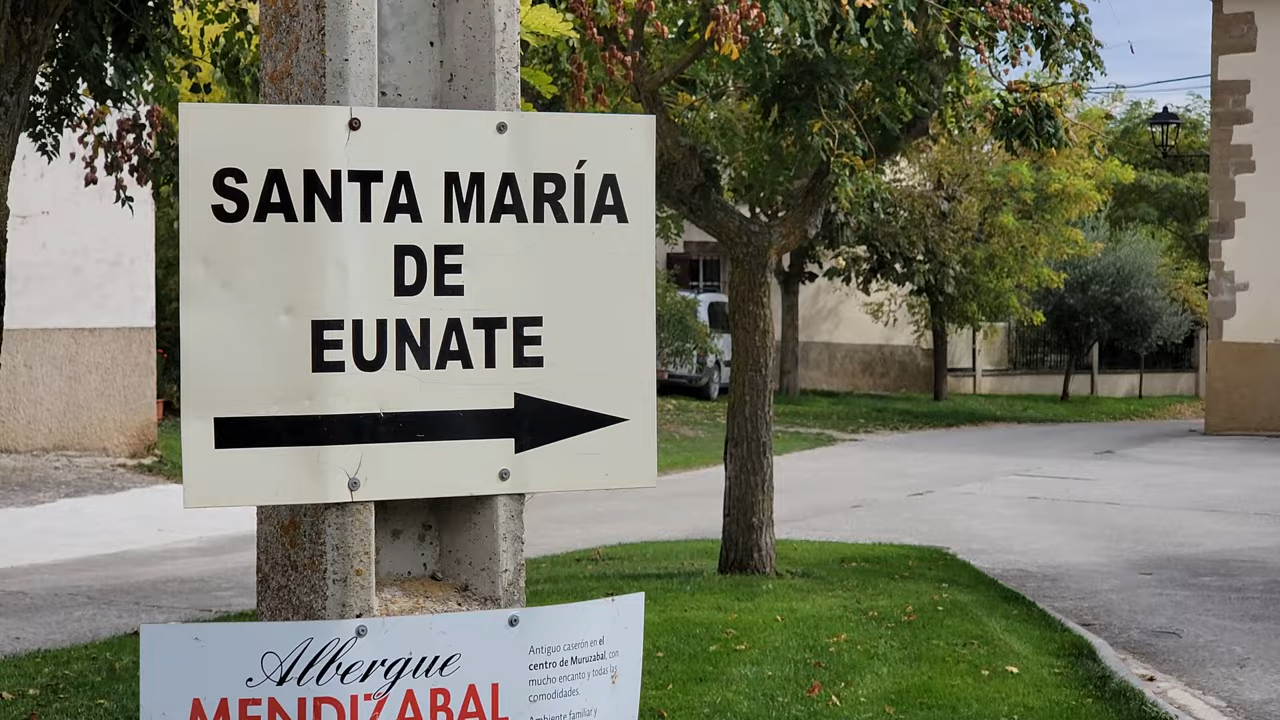 SANTA MARÍA
DE
EUNATE
Albergue
MENDIZABAL
Antiguo caserón en el
centro de Muruzabal, con
mucho encanto y todas las
comodidades.
Ambiente familiar y